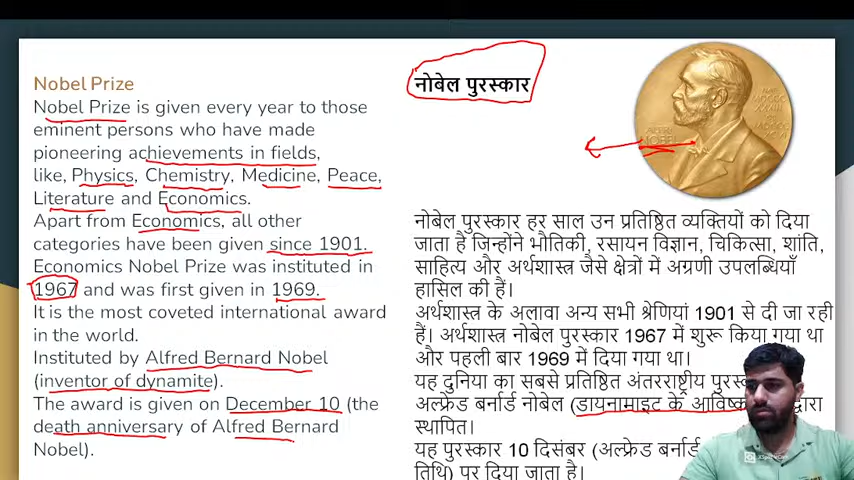 Nobel Prize
Nobel Prize is given every year to those
eminent persons who have made
pioneering achievements in fields,
like, Physics, Chemistry, Medicine, Peace,
Literature and Economics.
Apart from Economics, all other
categories have been given since 1901.
Economics Nobel Prize was instituted in
1967 and was first given in 1969.
It is the most coveted international award
in the world.
Instituted by Alfred Bernard Nobel
(inventor of dynamite).
The award is given on December 10 (the
death anniversary of Alfred Bernard
Nobel).
नोबेल पुरस्कार
नोबेल पुरस्कार हर साल उन प्रतिष्ठित व्यक्तियों को दिया
जाता है जिन्होंने भौतिकी, रसायन विज्ञान, चिकित्सा, शांति,
साहित्य और अर्थशास्त्र जैसे क्षेत्रों में अग्रणी उपलब्धियाँ
हासिल की हैं।
अर्थशास्त्र के अलावा अन्य सभी श्रेणियां 1901 से दी जा रही
हैं। अर्थशास्त्र नोबेल पुरस्कार 1967 में शुरू किया गया था
और पहली बार 1969 में दिया गया था।
यह दुनिया का सबसे प्रतिष्ठित अंतरराष्ट्रीय
अल्फ्रेड बर्नार्ड नोबेल (डायनामाइट के द्वारा
स्थापित।
यह पुरस्कार 10 दिसंबर (अल्फ्रेड बर्नार्ड
तिथि) पर दिया जाता है।